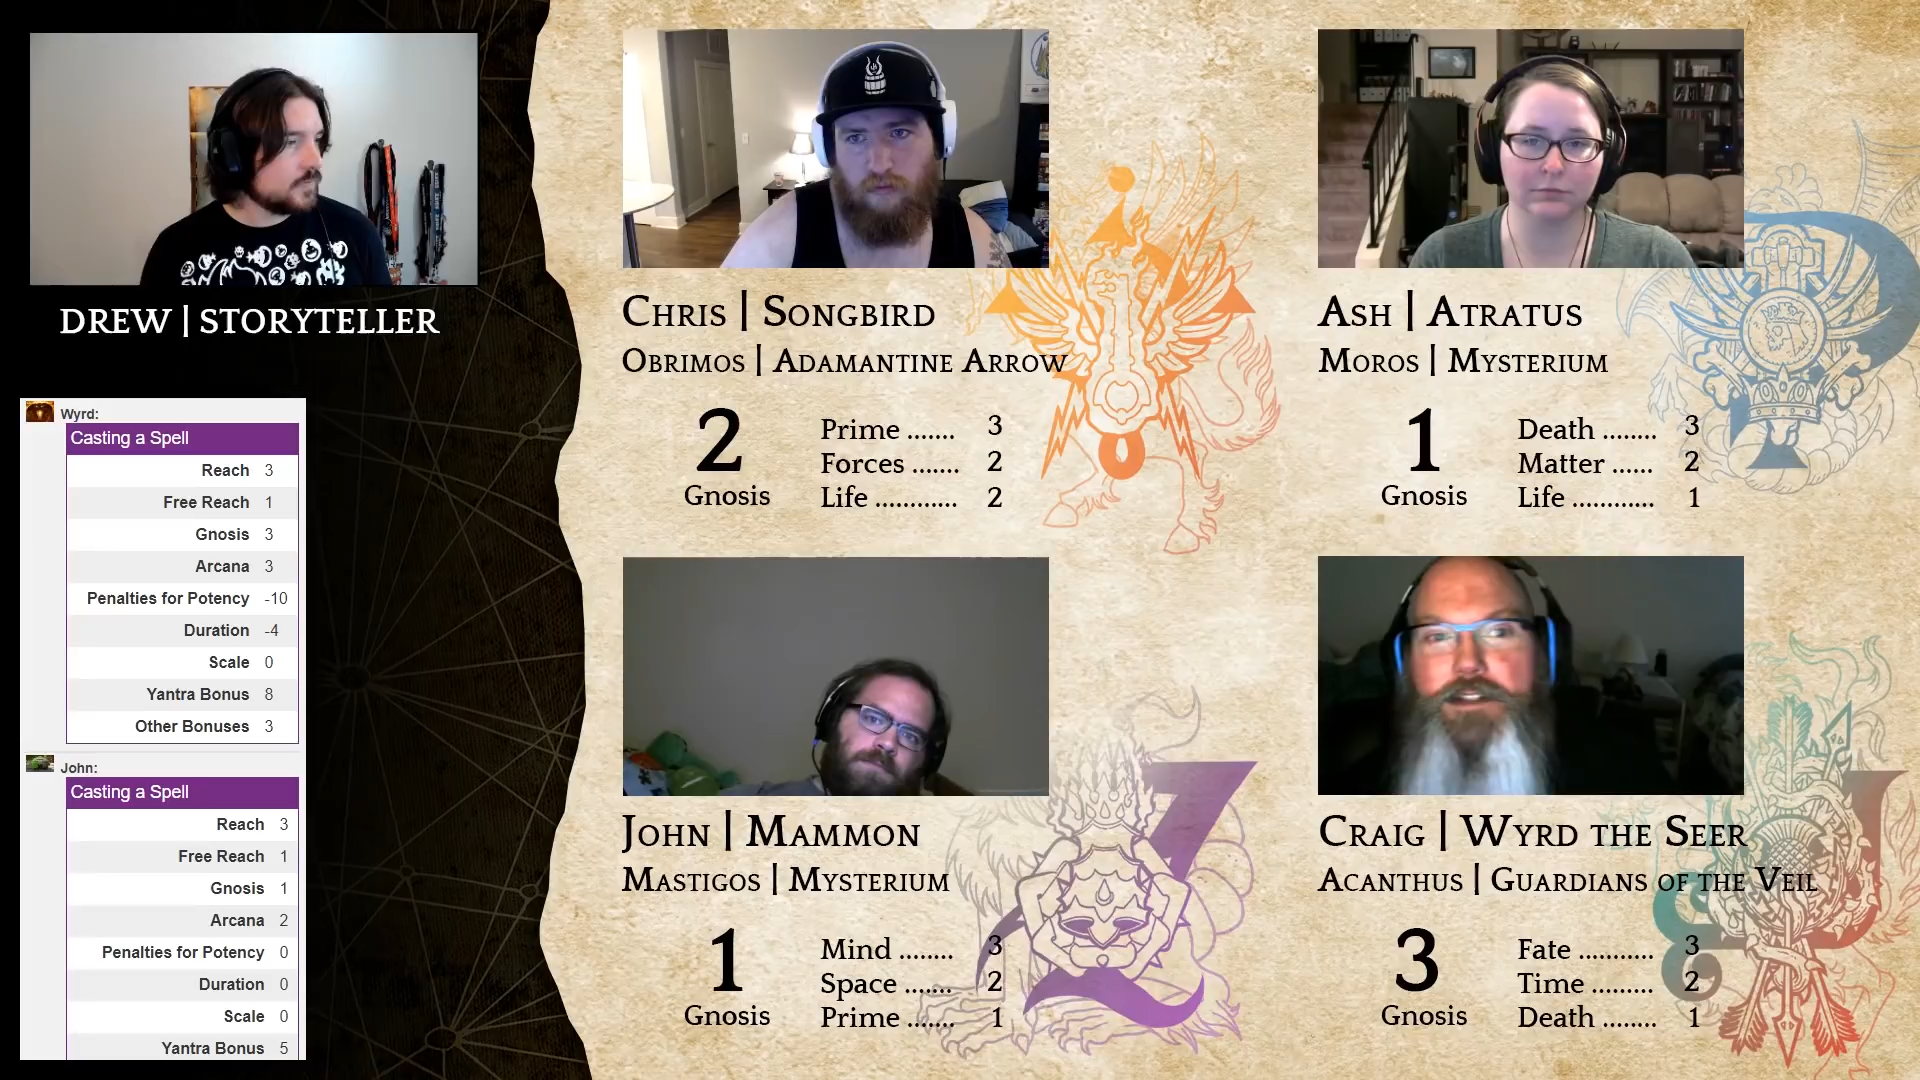 DREW | STORYTELLER
Wyrd:
Casting a Spell
Reach 3
Free Reach 1
Gnosis 3
Arcana 3
Penalties for Potency -10
Duration -4
Scale 0
Yantra Bonus 8
Other Bonuses 3
John:
Casting a Spell
Reach 3
Free Reach 1
Gnosis 1
Arcana 2
Penalties for Potency 0
Duration 0
Scale 0
Yantra Bonus 5
Chris | Songbird
Obrimos | Adamantine Arrow
2
Gnosis
Prime ....... 3
Forces ....... 2
Life ............ 2
Ash | Atratus
Moros | Mysterium
1
Gnosis
Death ........ 3
Matter ...... 2
Life ............ 1
John | Mammon
Mastigos | Mysterium
1
Gnosis
Mind ........ 3
Space ....... 2
Prime ....... 1
Craig | Wyrd the Seer
Acanthus | Guardians of the Veil
3
Gnosis
Fate ........... 3
Time ......... 2
Death ........ 1